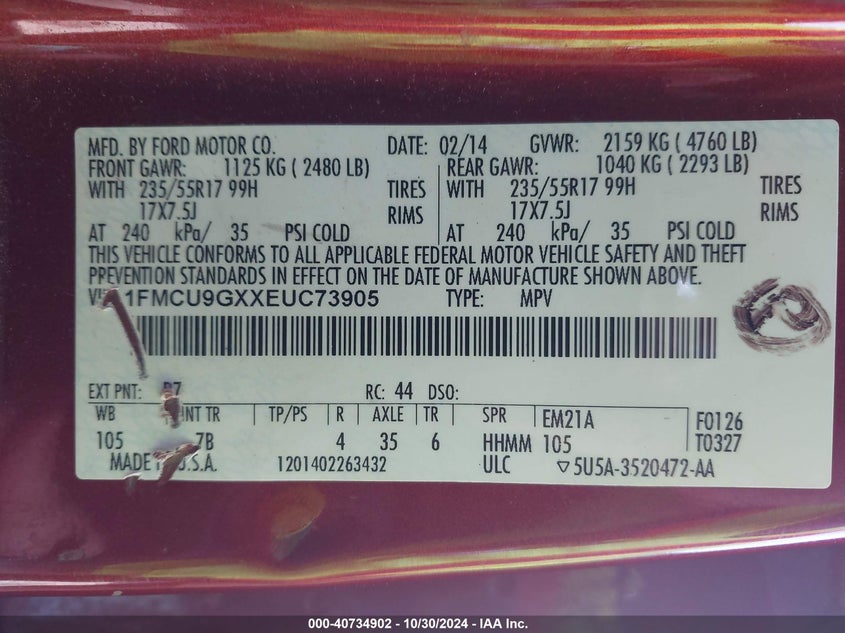 MFD. BY FORD MOTOR CO. DATE: 02/14 GVWR: 2159 KG ( 4760 LB)
FRONT GAWR: 1125 KG ( 2480 LB) REAR GAWR: 1040 KG ( 2293 LB)
WITH 235/55R17 99H TIRES WITH 235/55R17 99H TIRES
17X7.5J RIMS 17X7.5J RIMS
AT 240 kPa/ 35 PSI COLD AT 240 kPa/ 35 PSI COLD
THIS VEHICLE CONFORMS TO ALL APPLICABLE FEDERAL MOTOR VEHICLE SAFETY AND THEFT
PREVENTION STANDARDS IN EFFECT ON THE DATE OF MANUFACTURE SHOWN ABOVE.
1FMCU9GXXEUC73905 TYPE: MPV
EXT PNT: RC: 44 DSO:
WB TR TP/PS R AXLE TR SPR EM21A F0126
105 7B 4 35 6 HHMM 105 T0327
MADE U.S.A. 1201402263432 ULC ▽5U5A-3520472-AA
000-40734902 - 10/30/2024 - IAA Inc.